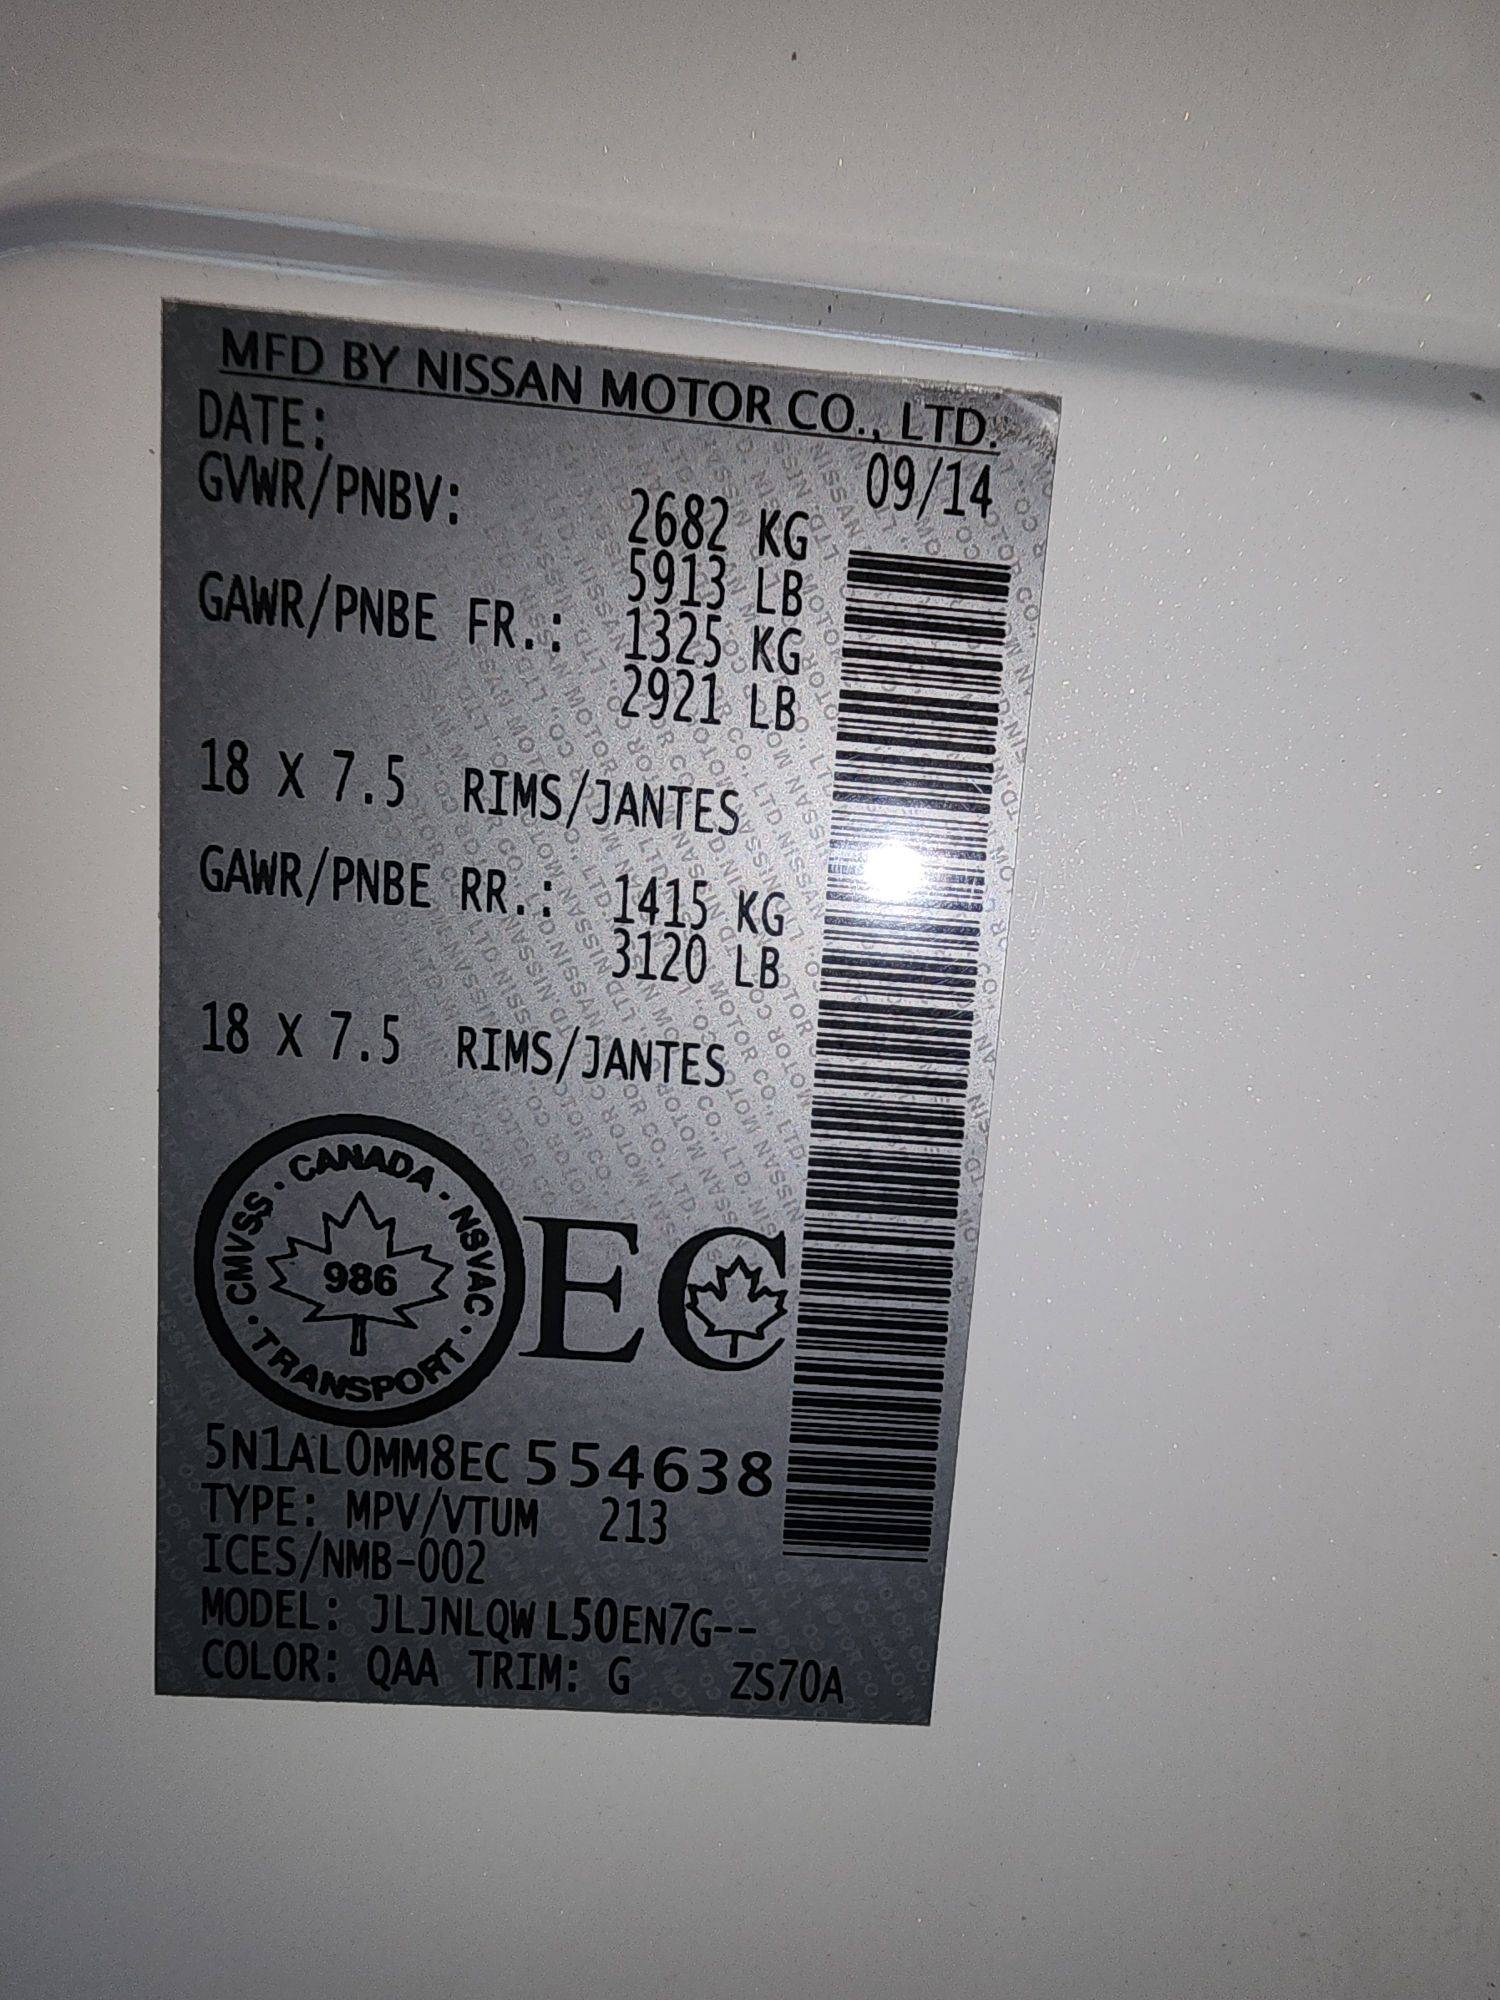 MFD BY NISSAN MOTOR CO., LTD.
DATE: 09/14
GVWR/PNBV: 2682 KG
5913 LB
GAWR/PNBE FR.: 1325 KG
2921 LB
18 X 7.5 RIMS/JANTES
GAWR/PNBE RR.: 1415 KG
3120 LB
18 X 7.5 RIMS/JANTES
CMVSS · CANADA · NSVAC · TRANSPORT ·
986
EC
5N1AL0MM8EC554638
TYPE: MPV/VTUM 213
ICES/NMB-002
MODEL: JLJNLQWL50EN7G--
COLOR: QAA TRIM: G ZS70A